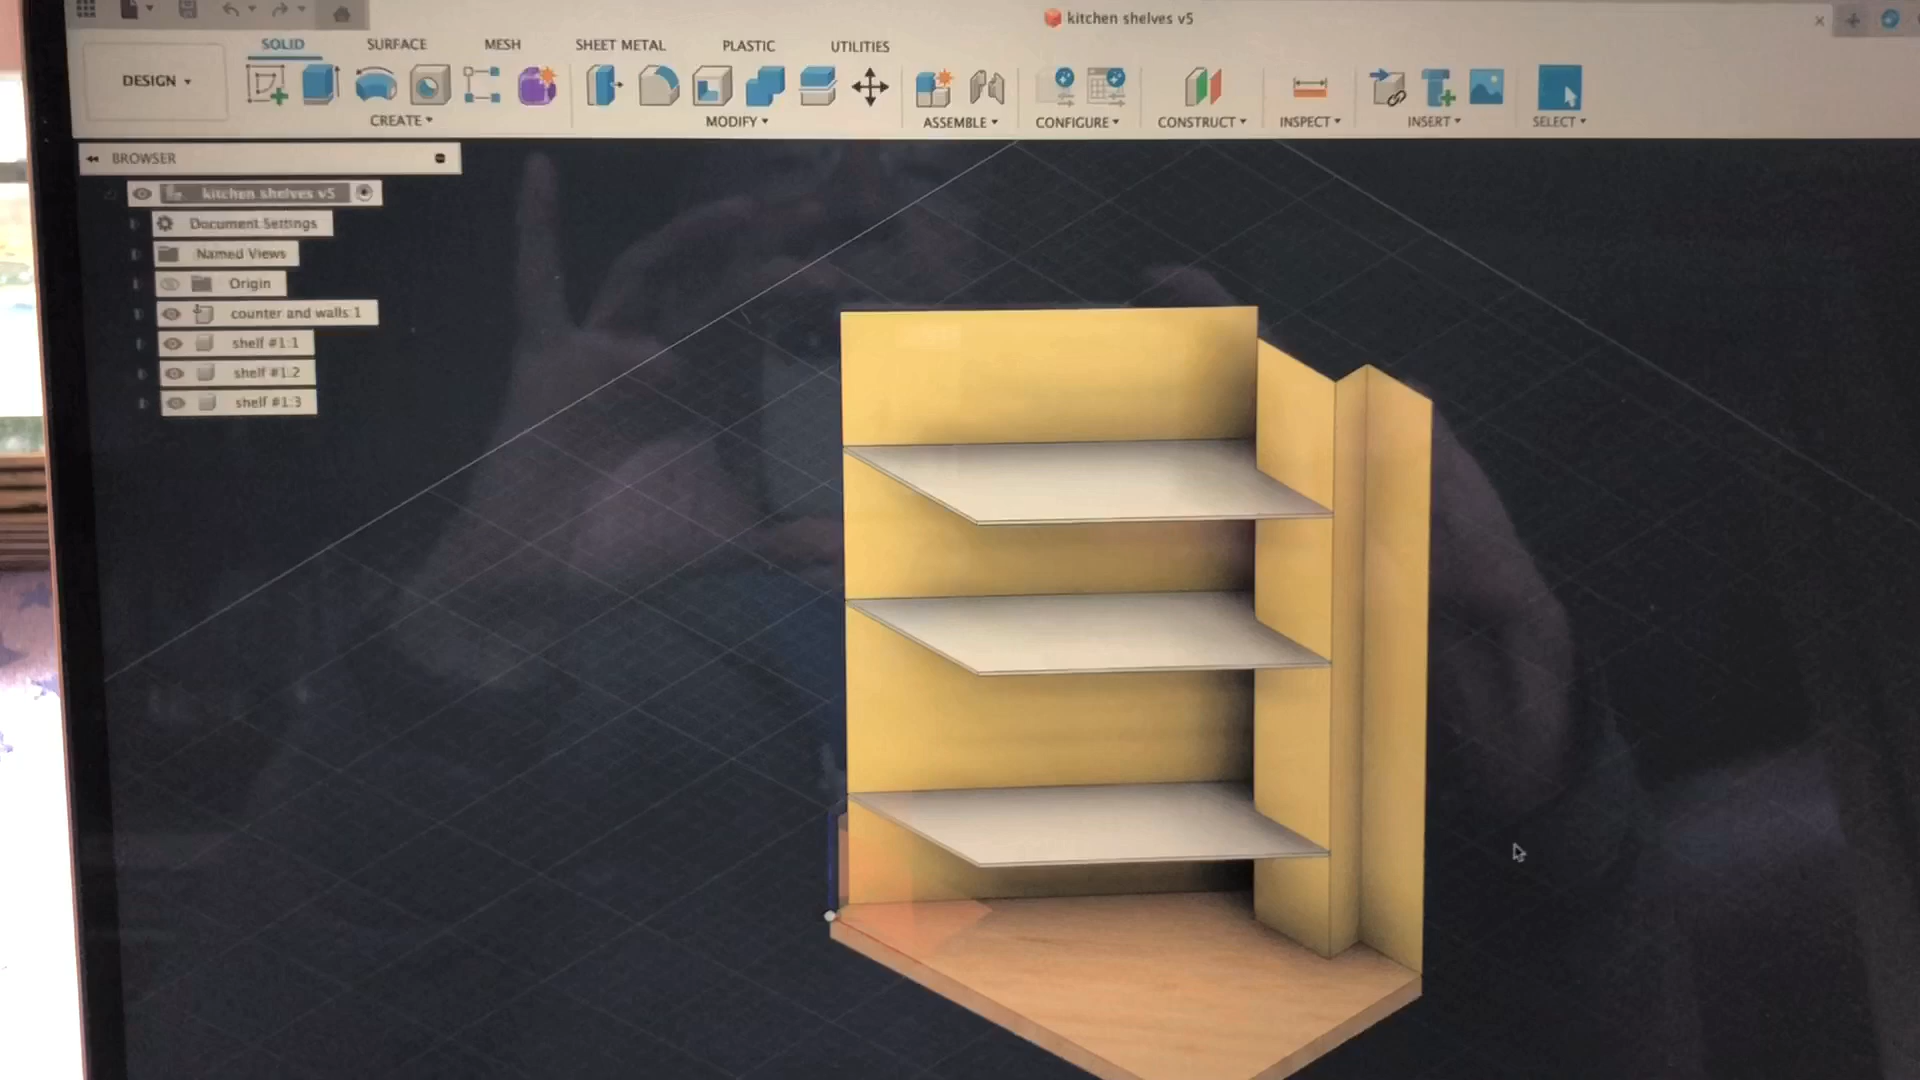 kitchen shelves v5
SOLID SURFACE MESH SHEET METAL PLASTIC UTILITIES
DESIGN
CREATE MODIFY ASSEMBLE CONFIGURE CONSTRUCT INSPECT INSERT SELECT
BROWSER
kitchen shelves v5
Document Settings
Named Views
Origin
counter and walls:1
shelf #1:1
shelf #1:2
shelf #1:3